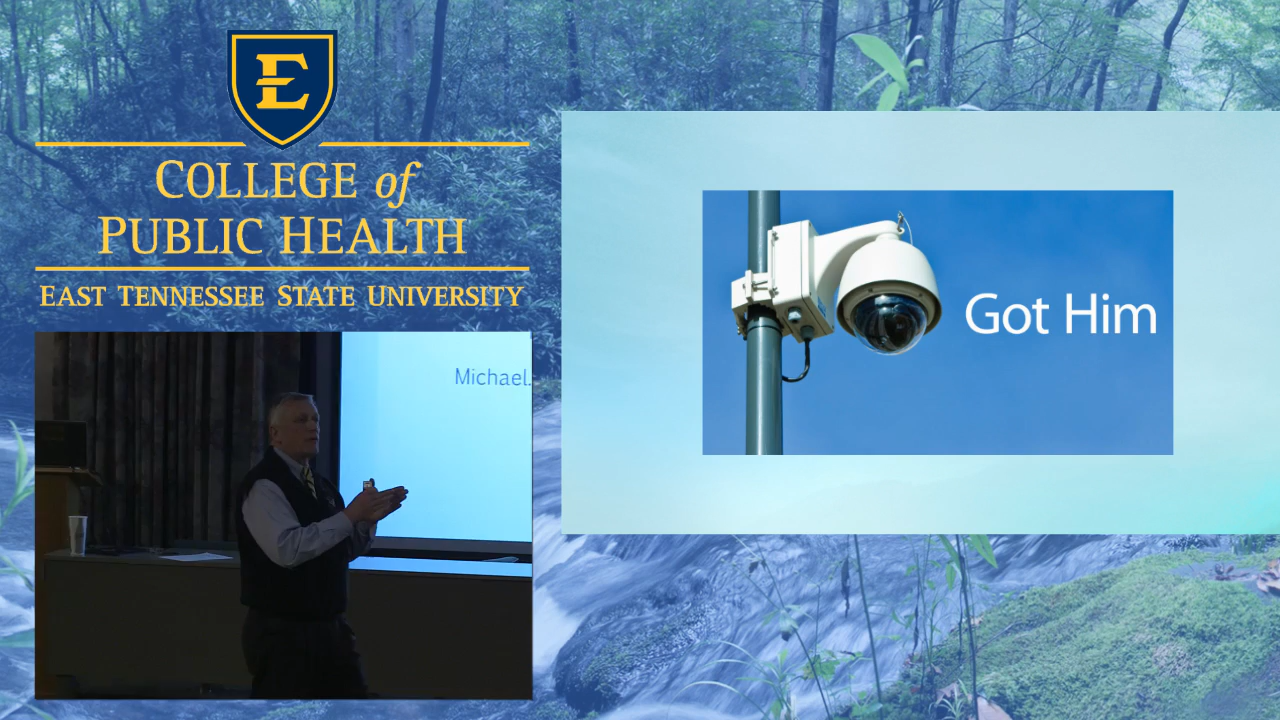 E
COLLEGE of
PUBLIC HEALTH
EAST TENNESSEE STATE UNIVERSITY
Michael.
Got Him